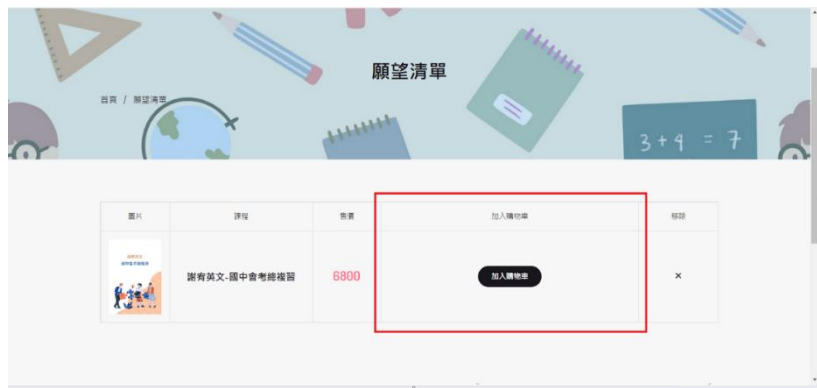 願望清單
首頁 / 願望清單
3+4 = 7
圖片 課程 售價 加入購物車 移除
謝宥英文-國中會考總複習 6800 加入購物車 ×